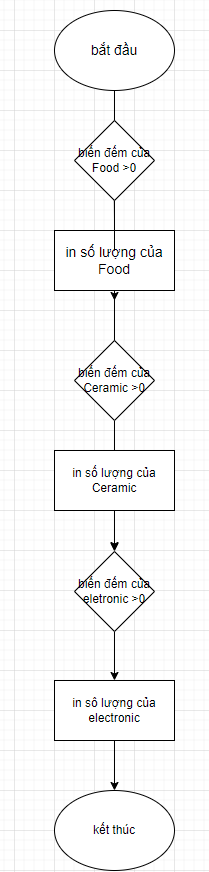 bắt đầu
biến đếm của
Food >0
in số lượng của
Food
biến đếm của
Ceramic >0
in số lượng của
Ceramic
biến đếm của
eletronic >0
in sô lượng của
electronic
kết thúc